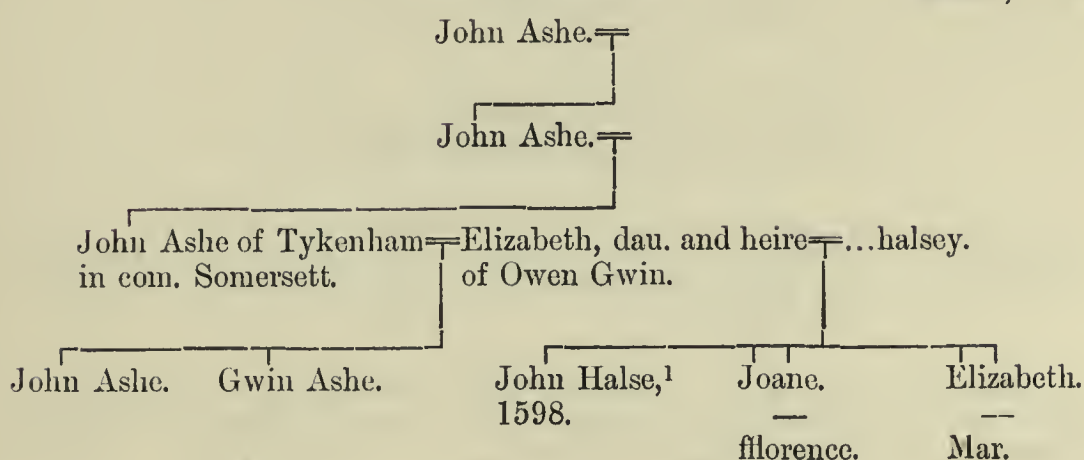 John Ashe.
John Ashe.
John Ashe of Tykenham Elizabeth, dau. and heire ...halsey.
in com. Somersett. of Owen Gwin.
John Ashe. Gwin Ashe. John Halse,¹ Joane. Elizabeth.
1598. — —
fflorence. Mar.